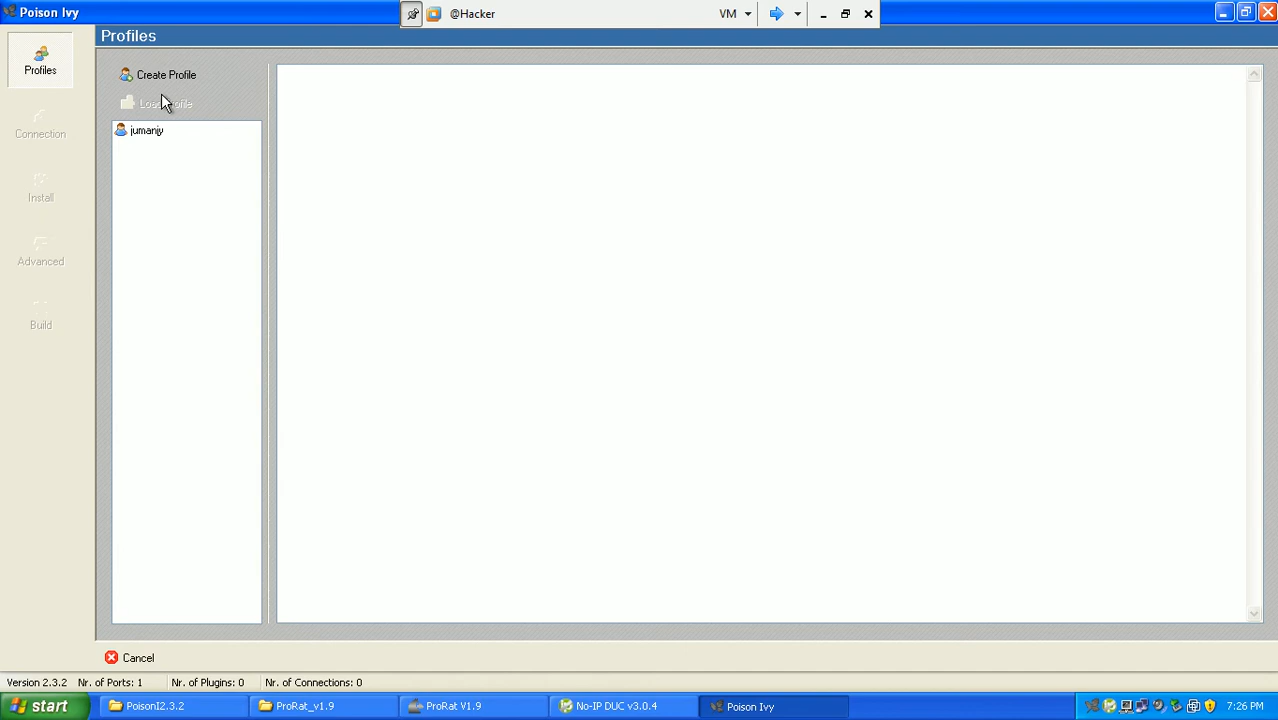 Poison Ivy
@Hacker
VM
Profiles
Profiles
Create Profile
Load Profile
Connection
jumanjy
Install
Advanced
Build
Cancel
Version 2.3.2 Nr. of Ports: 1 Nr. of Plugins: 0 Nr. of Connections: 0
start PoisonI2.3.2 ProRat_v1.9 ProRat V1.9 No-IP DUC v3.0.4 Poison Ivy 7:26 PM